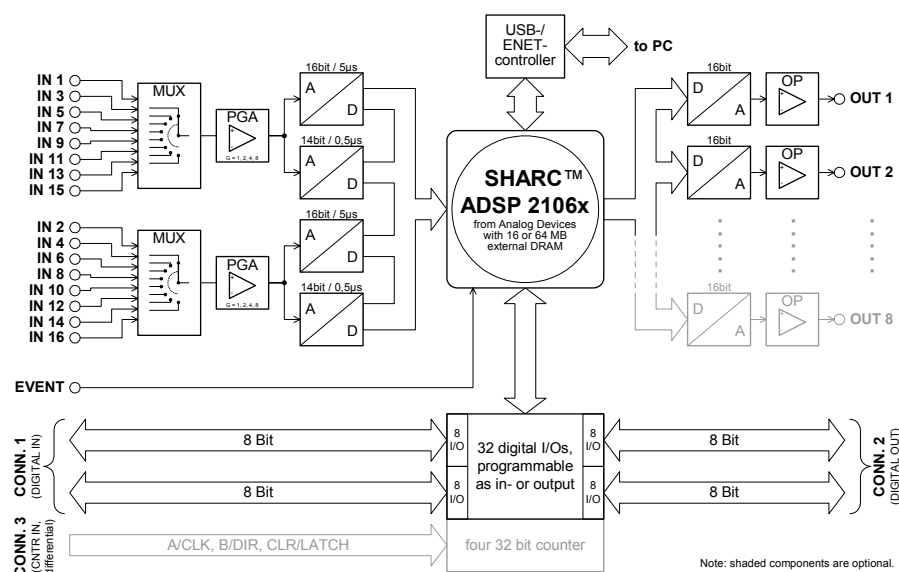 USB-/
ENET-
controller
to PC
IN 1
IN 3
IN 5
IN 7
IN 9
IN 11
IN 13
IN 15
MUX
PGA
G = 1, 2, 4, 8
16bit / 5µs
A
D
14bit / 0,5µs
A
D
IN 2
IN 4
IN 6
IN 8
IN 10
IN 12
IN 14
IN 16
MUX
PGA
G = 1, 2, 4, 8
16bit / 5µs
A
D
14bit / 0,5µs
A
D
SHARC™
ADSP 2106x
from Analog Devices
with 16 or 64 MB
external DRAM
16bit
D
A
OP
OUT 1
16bit
D
A
OP
OUT 2
16bit
D
A
OP
OUT 8
EVENT
CONN. 1
(DIGITAL IN)
8 Bit
8 Bit
8
I/O
8
I/O
32 digital I/Os,
programmable
as in- or output
8
I/O
8
I/O
8 Bit
8 Bit
CONN. 2
(DIGITAL OUT)
CONN. 3
(CNTR IN,
differential)
A/CLK, B/DIR, CLR/LATCH
four 32 bit counter
Note: shaded components are optional.